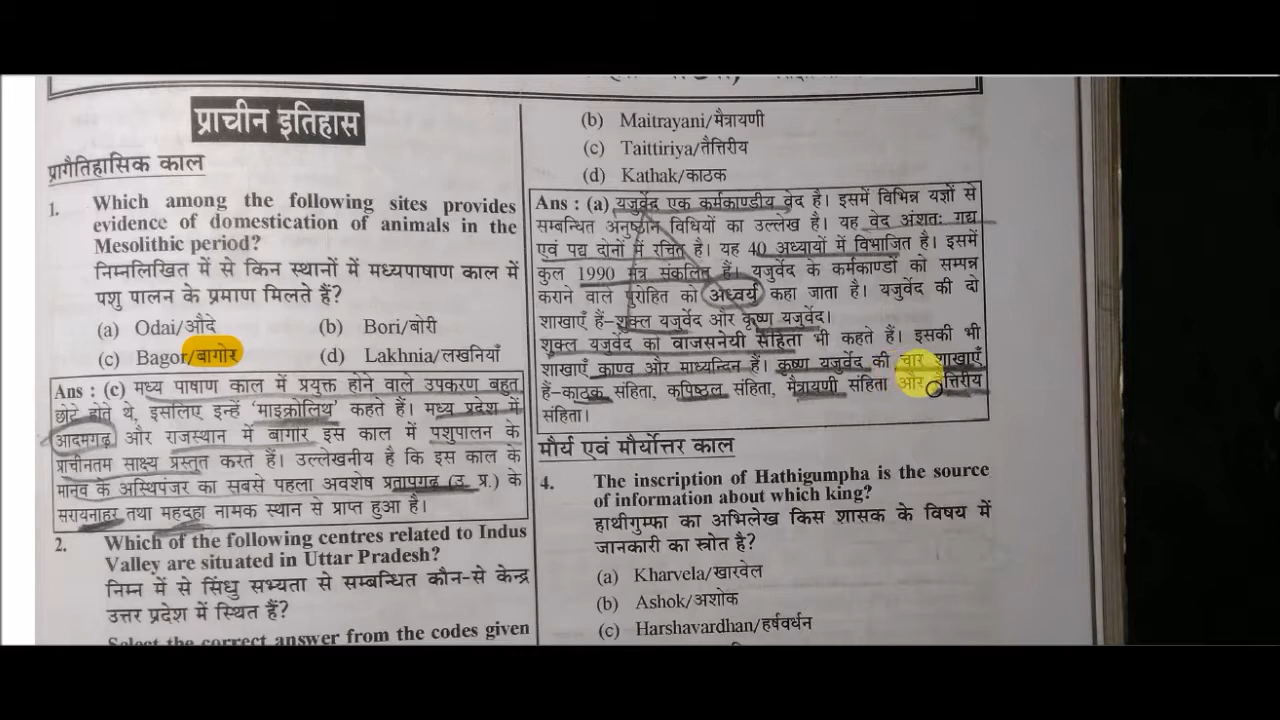 प्राचीन इतिहास
प्रागैतिहासिक काल
1. Which among the following sites provides
evidence of domestication of animals in the
Mesolithic period?
निम्नलिखित में से किन स्थानों में मध्यपाषाण काल में
पशु पालन के प्रमाण मिलते हैं?
(a) Odai/औदे (b) Bori/बोरी
(c) Bagor/बागोर (d) Lakhnia/लखनियाँ
Ans : (c) मध्य पाषाण काल में प्रयुक्त होने वाले उपकरण बहुत
छोटे होते थे, इसलिए इन्हें ‘माइक्रोलिथ’ कहते हैं। मध्य प्रदेश में
आदमगढ़ और राजस्थान में बागोर इस काल में पशुपालन के
प्राचीनतम साक्ष्य प्रस्तुत करते हैं। उल्लेखनीय है कि इस काल के
मानव के अस्थिपंजर का सबसे पहला अवशेष प्रतापगढ़ (उ. प्र.) के
सरायनाहर तथा महदहा नामक स्थान से प्राप्त हुआ है।
2. Which of the following centres related to Indus
Valley are situated in Uttar Pradesh?
निम्न में से सिंधु सभ्यता से सम्बन्धित कौन-से केन्द्र
उत्तर प्रदेश में स्थित हैं?
Select the correct answer from the codes given
(b) Maitrayani/मैत्रायणी
(c) Taittiriya/तैत्तिरीय
(d) Kathak/काठक
Ans : (a) यजुर्वेद एक कर्मकाण्डीय वेद है। इसमें विभिन्न यज्ञों से
सम्बन्धित अनुष्ठान विधियों का उल्लेख है। यह वेद अंशतः गद्य
एवं पद्य दोनों में रचित है। यह 40 अध्यायों में विभाजित है। इसमें
कुल 1990 मंत्र संकलित हैं। यजुर्वेद के कर्मकाण्डों को सम्पन्न
कराने वाले पुरोहित को अध्वर्यु कहा जाता है। यजुर्वेद की दो
शाखाएँ हैं–शुक्ल यजुर्वेद और कृष्ण यजुर्वेद।
शुक्ल यजुर्वेद को वाजसनेयी संहिता भी कहते हैं। इसकी भी
शाखाएँ काण्व और माध्यन्दिन हैं। कृष्ण यजुर्वेद की चार शाखाएँ
हैं–काठक संहिता, कपिष्ठल संहिता, मैत्रायणी संहिता और तैत्तिरीय
संहिता।
मौर्य एवं मौर्योत्तर काल
4. The inscription of Hathigumpha is the source
of information about which king?
हाथीगुम्फा का अभिलेख किस शासक के विषय में
जानकारी का स्रोत है?
(a) Kharvela/खारवेल
(b) Ashok/अशोक
(c) Harshavardhan/हर्षवर्धन